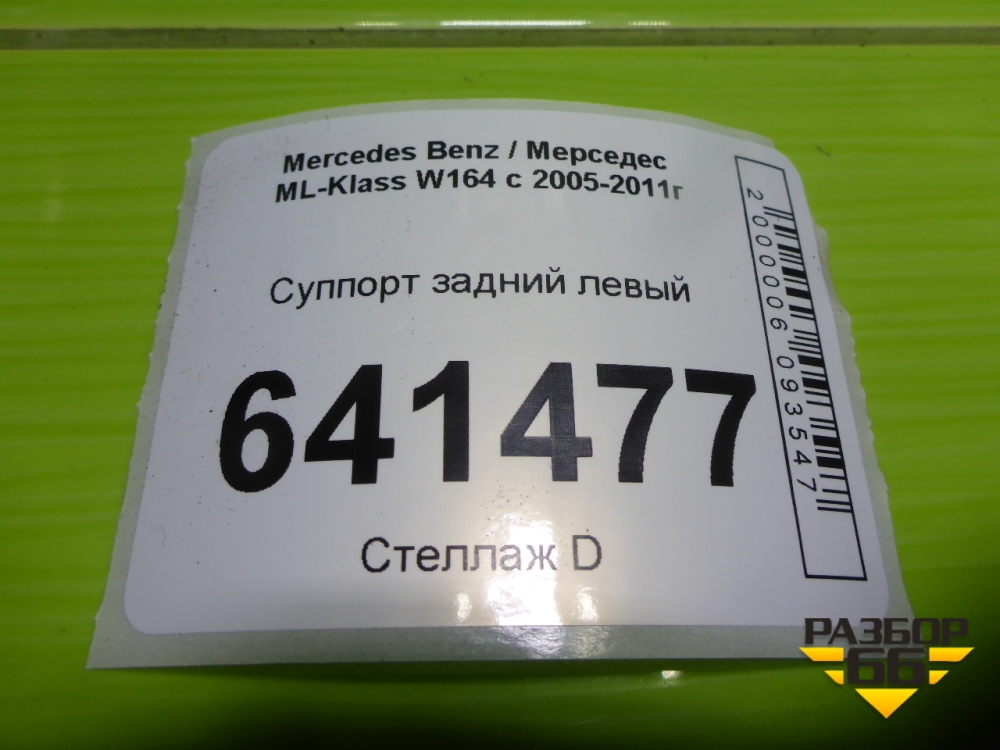 Mercedes Benz / Мерседес
ML-Klass W164 с 2005-2011г
Суппорт задний левый
641477
Стеллаж D
2000006093547
РАЗБОР
66